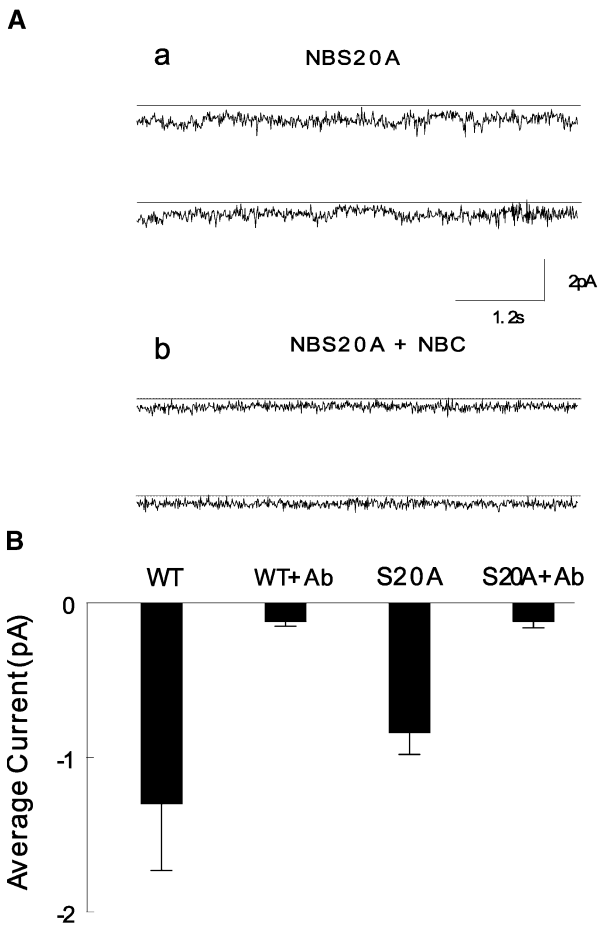 A
a NBS20A
2pA
1.2s
b NBS20A + NBC
B
WT WT+Ab S20A S20A+Ab
0
-1
-2
Average Current(pA)